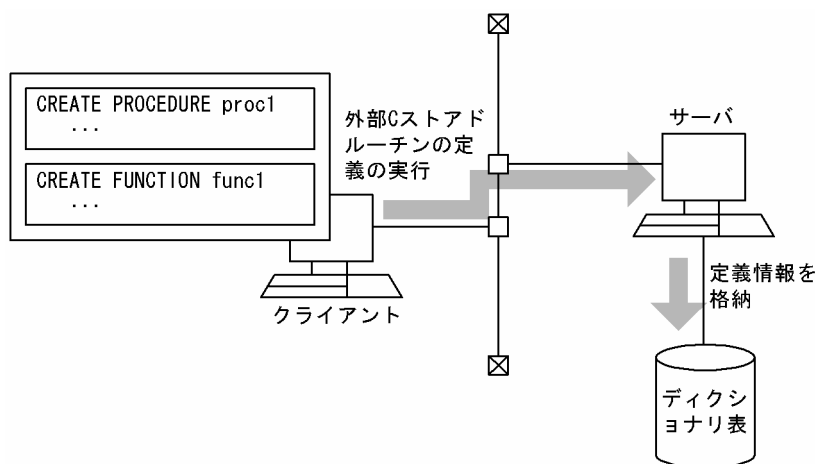 CREATE PROCEDURE proc1
...
CREATE FUNCTION func1
...
クライアント
外部Cストアド
ルーチンの定
義の実行
サーバ
定義情報を
格納
ディクシ
ョナリ表